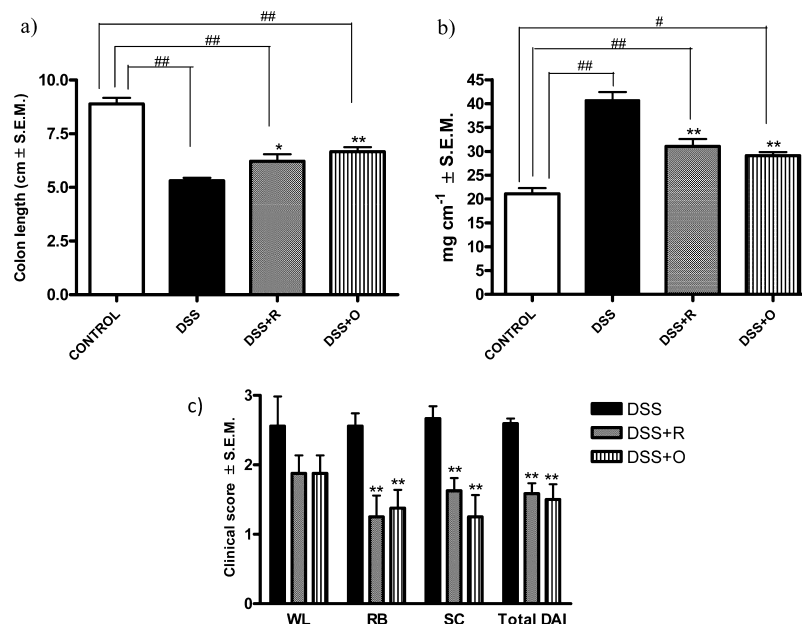 a)
##
##
##
Colon length (cm ± S.E.M.)
10.0
7.5
5.0
2.5
0.0
*
**
CONTROL
DSS
DSS+R
DSS+O
b)
#
##
##
mg cm-1 ± S.E.M.
45
40
35
30
25
20
15
10
5
0
**
**
CONTROL
DSS
DSS+R
DSS+O
c)
Clinical score ± S.E.M.
3
2
1
0
** **
** **
** **
WL RB SC Total DAI
DSS
DSS+R
DSS+O